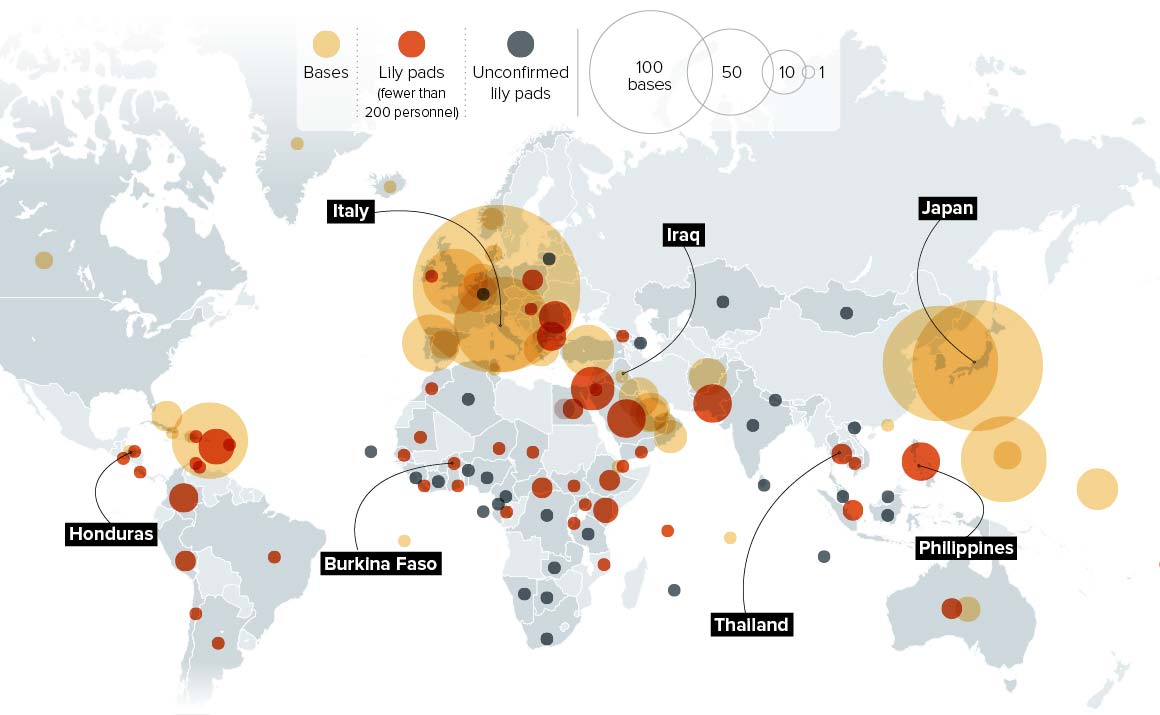 Bases
Lily pads
(fewer than
200 personnel)
Unconfirmed
lily pads
100
bases
50
10
1
Italy
Iraq
Japan
Honduras
Burkina Faso
Thailand
Philippines